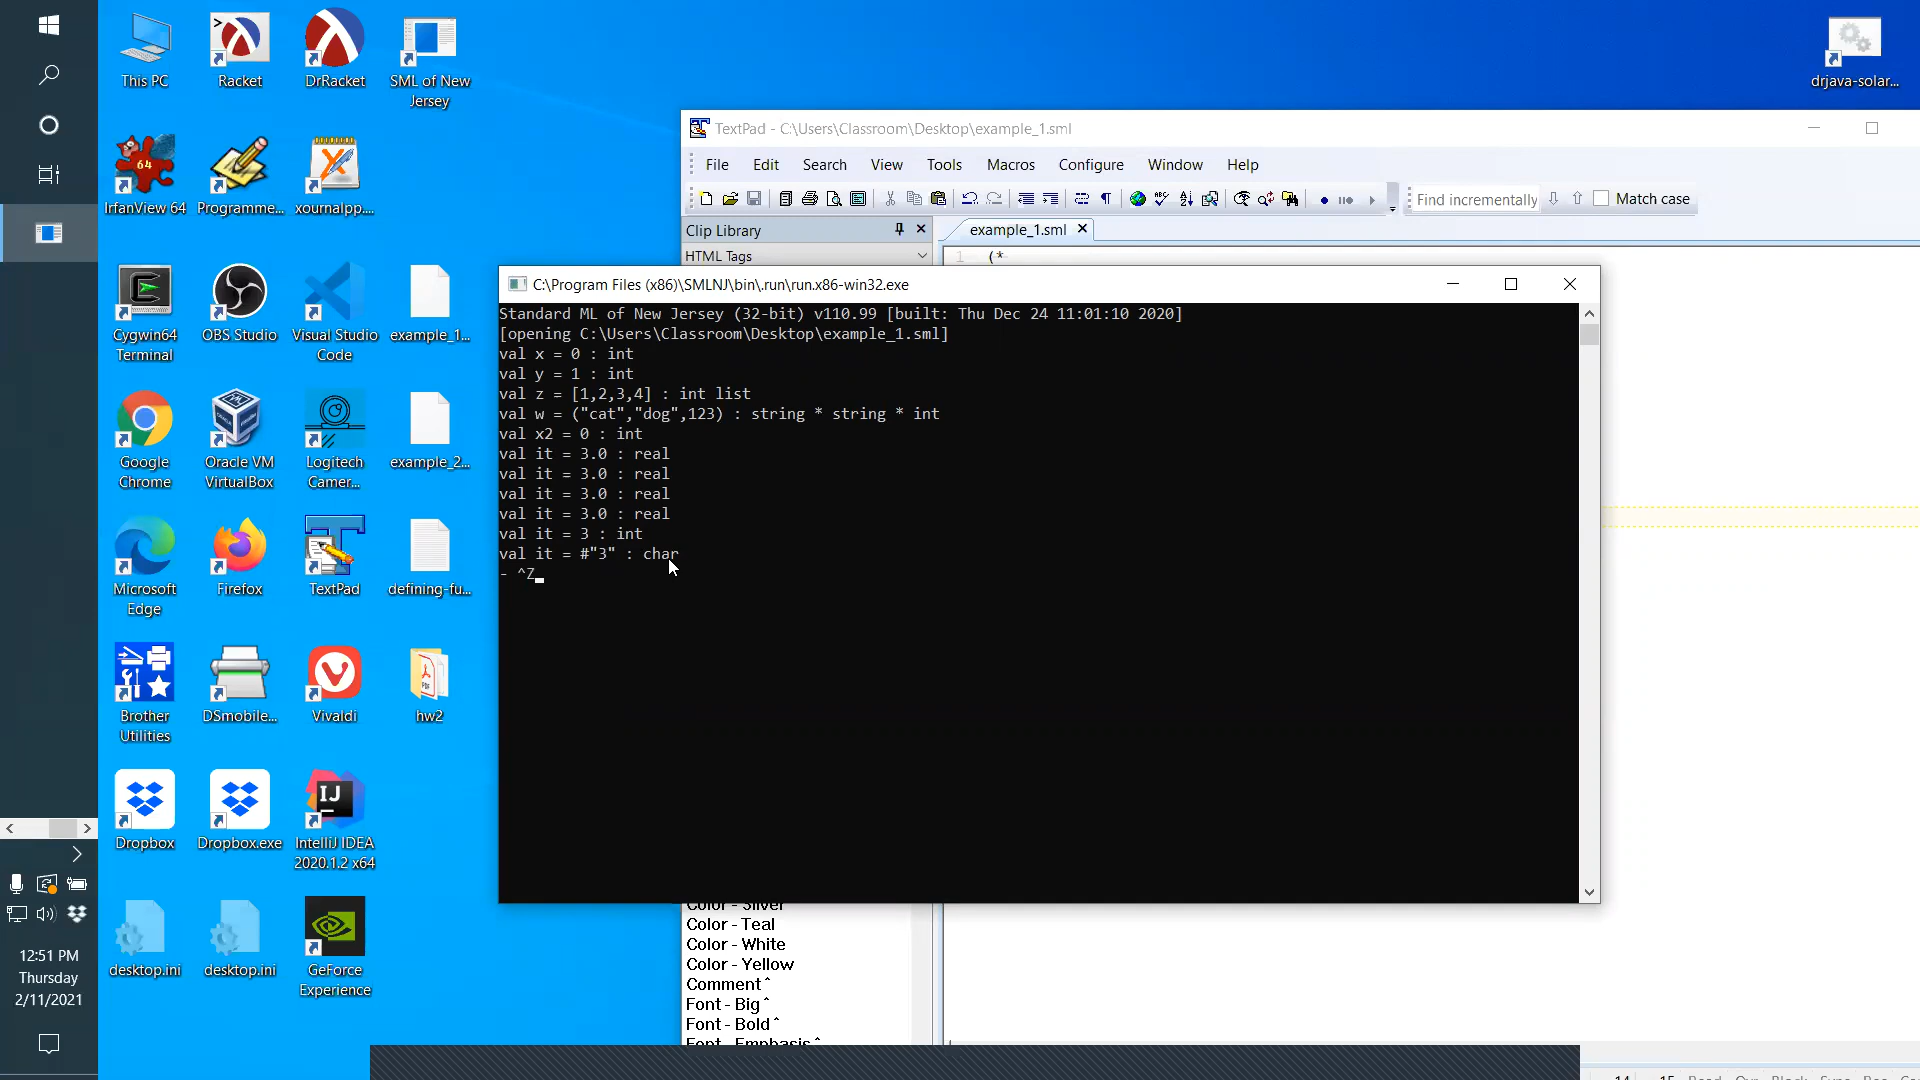 This PC
Racket
DrRacket
SML of New
Jersey
drjava-solar...
IrfanView 64
Programme...
xournalpp....
Cygwin64
Terminal
OBS Studio
Visual Studio
Code
example_1...
Google
Chrome
Oracle VM
VirtualBox
Logitech
Camer...
example_2...
Microsoft
Edge
Firefox
TextPad
defining-fu...
Brother
Utilities
DSmobile...
Vivaldi
hw2
Dropbox
Dropbox.exe
IntelliJ IDEA
2020.1.2 x64
desktop.ini
desktop.ini
GeForce
Experience
12:51 PM
Thursday
2/11/2021
TextPad - C:\Users\Classroom\Desktop\example_1.sml
File Edit Search View Tools Macros Configure Window Help
Find incrementally
Match case
Clip Library
example_1.sml
HTML Tags
1 (*
C:\Program Files (x86)\SMLNJ\bin\.run\run.x86-win32.exe
Standard ML of New Jersey (32-bit) v110.99 [built: Thu Dec 24 11:01:10 2020]
[opening C:\Users\Classroom\Desktop\example_1.sml]
val x = 0 : int
val y = 1 : int
val z = [1,2,3,4] : int list
val w = ("cat","dog",123) : string * string * int
val x2 = 0 : int
val it = 3.0 : real
val it = 3.0 : real
val it = 3.0 : real
val it = 3.0 : real
val it = 3 : int
val it = #"3" : char
- ^Z
Color - Silver
Color - Teal
Color - White
Color - Yellow
Comment ^
Font - Big ^
Font - Bold ^
Font - Emphasis ^